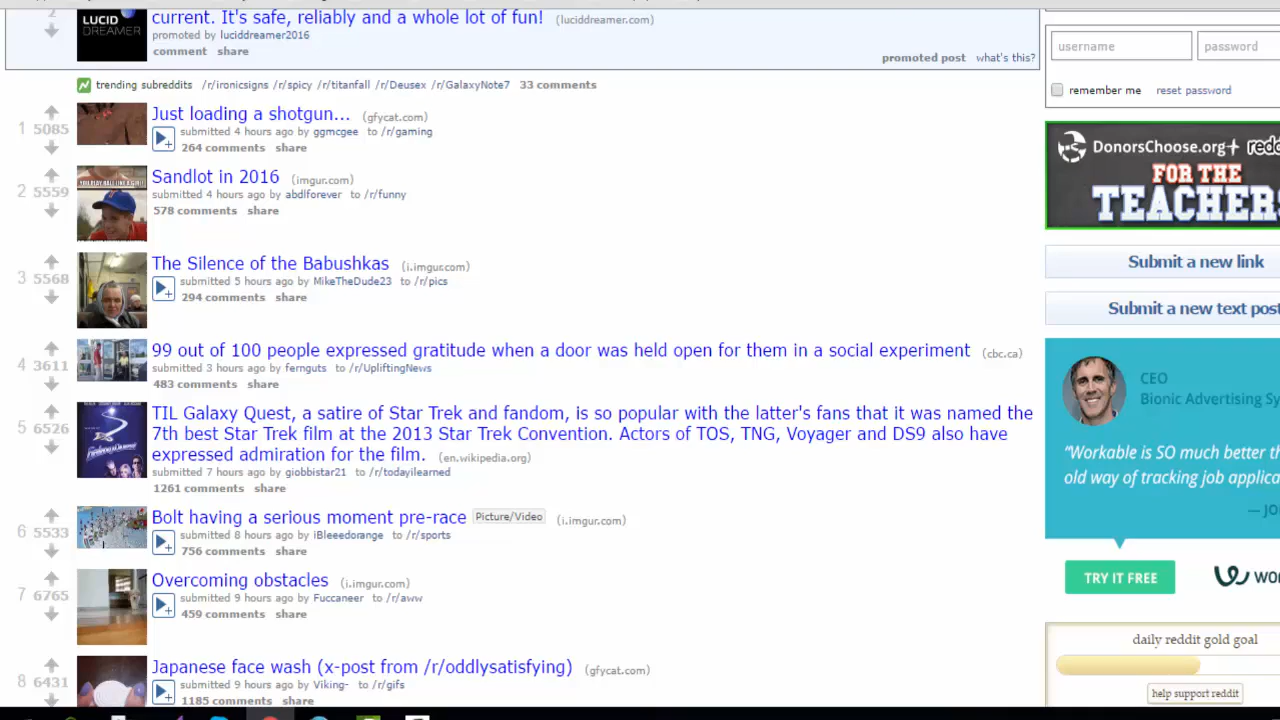 2
LUCID
DREAMER
current. It's safe, reliably and a whole lot of fun! (luciddreamer.com)
promoted by luciddreamer2016
comment share
promoted post what's this?
trending subreddits /r/ironicsigns /r/spicy /r/titanfall /r/Deusex /r/GalaxyNote7 33 comments
1 5085
Just loading a shotgun... (gfycat.com)
submitted 4 hours ago by ggmcgee to /r/gaming
264 comments share
2 5559
Sandlot in 2016 (imgur.com)
submitted 4 hours ago by abdlforever to /r/funny
578 comments share
3 5568
The Silence of the Babushkas (i.imgur.com)
submitted 5 hours ago by MikeTheDude23 to /r/pics
294 comments share
4 3611
99 out of 100 people expressed gratitude when a door was held open for them in a social experiment (cbc.ca)
submitted 3 hours ago by fernguts to /r/UpliftingNews
483 comments share
5 6526
TIL Galaxy Quest, a satire of Star Trek and fandom, is so popular with the latter's fans that it was named the
7th best Star Trek film at the 2013 Star Trek Convention. Actors of TOS, TNG, Voyager and DS9 also have
expressed admiration for the film. (en.wikipedia.org)
submitted 7 hours ago by giobbistar21 to /r/todayilearned
1261 comments share
6 5533
Bolt having a serious moment pre-race Picture/Video (i.imgur.com)
submitted 8 hours ago by iBleeedorange to /r/sports
756 comments share
7 6765
Overcoming obstacles (i.imgur.com)
submitted 9 hours ago by Fuccaneer to /r/aww
459 comments share
8 6431
Japanese face wash (x-post from /r/oddlysatisfying) (gfycat.com)
submitted 9 hours ago by Viking- to /r/gifs
1185 comments share
username password
remember me reset password
DonorsChoose.org + redd
FOR THE
TEACHERS
Submit a new link
Submit a new text post
CEO
Bionic Advertising Sy
"Workable is SO much better th
old way of tracking job applica
— JO
TRY IT FREE
WO
daily reddit gold goal
help support reddit